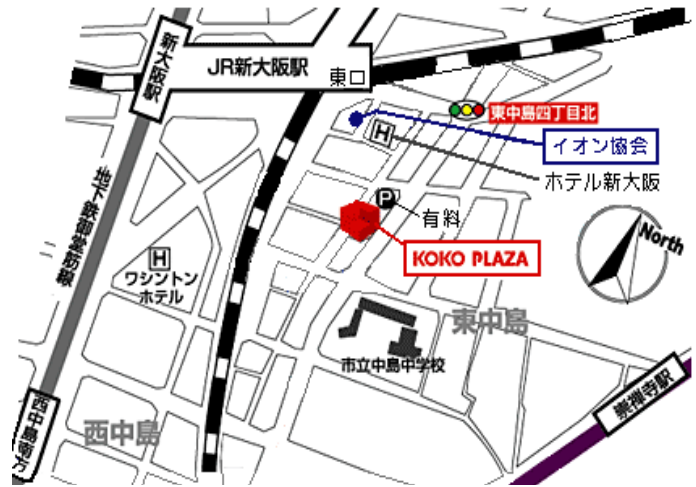 新大阪駅
JR新大阪駅
東口
東中島四丁目北
イオン協会
H
ホテル新大阪
P
有料
KOKO PLAZA
North
地下鉄御堂筋線
H
ワシントン
ホテル
東中島
市立中島中学校
崇禅寺駅
西中島南方
西中島